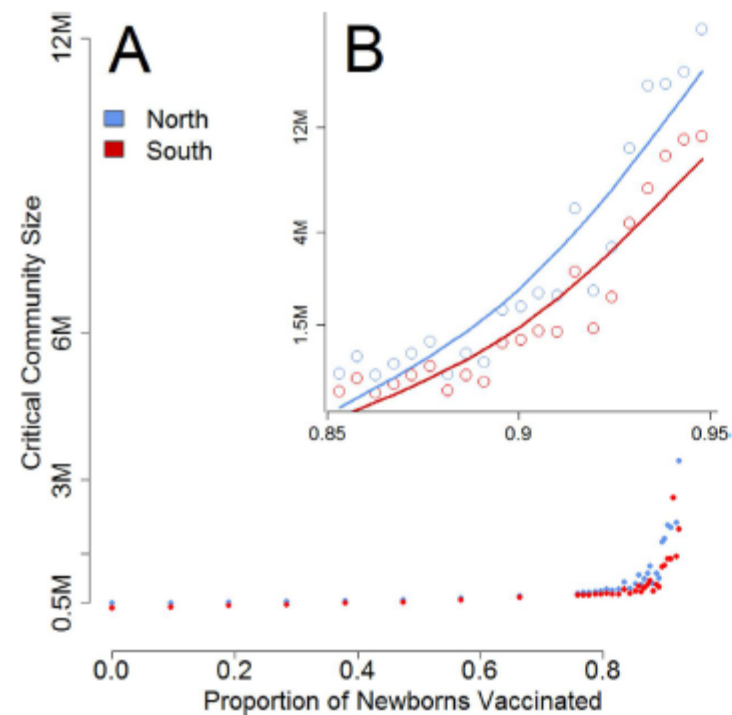 A
B
North
South
Critical Community Size
12M
6M
3M
0.5M
12M
4M
1.5M
0.85
0.9
0.95
0.0
0.2
0.4
0.6
0.8
Proportion of Newborns Vaccinated